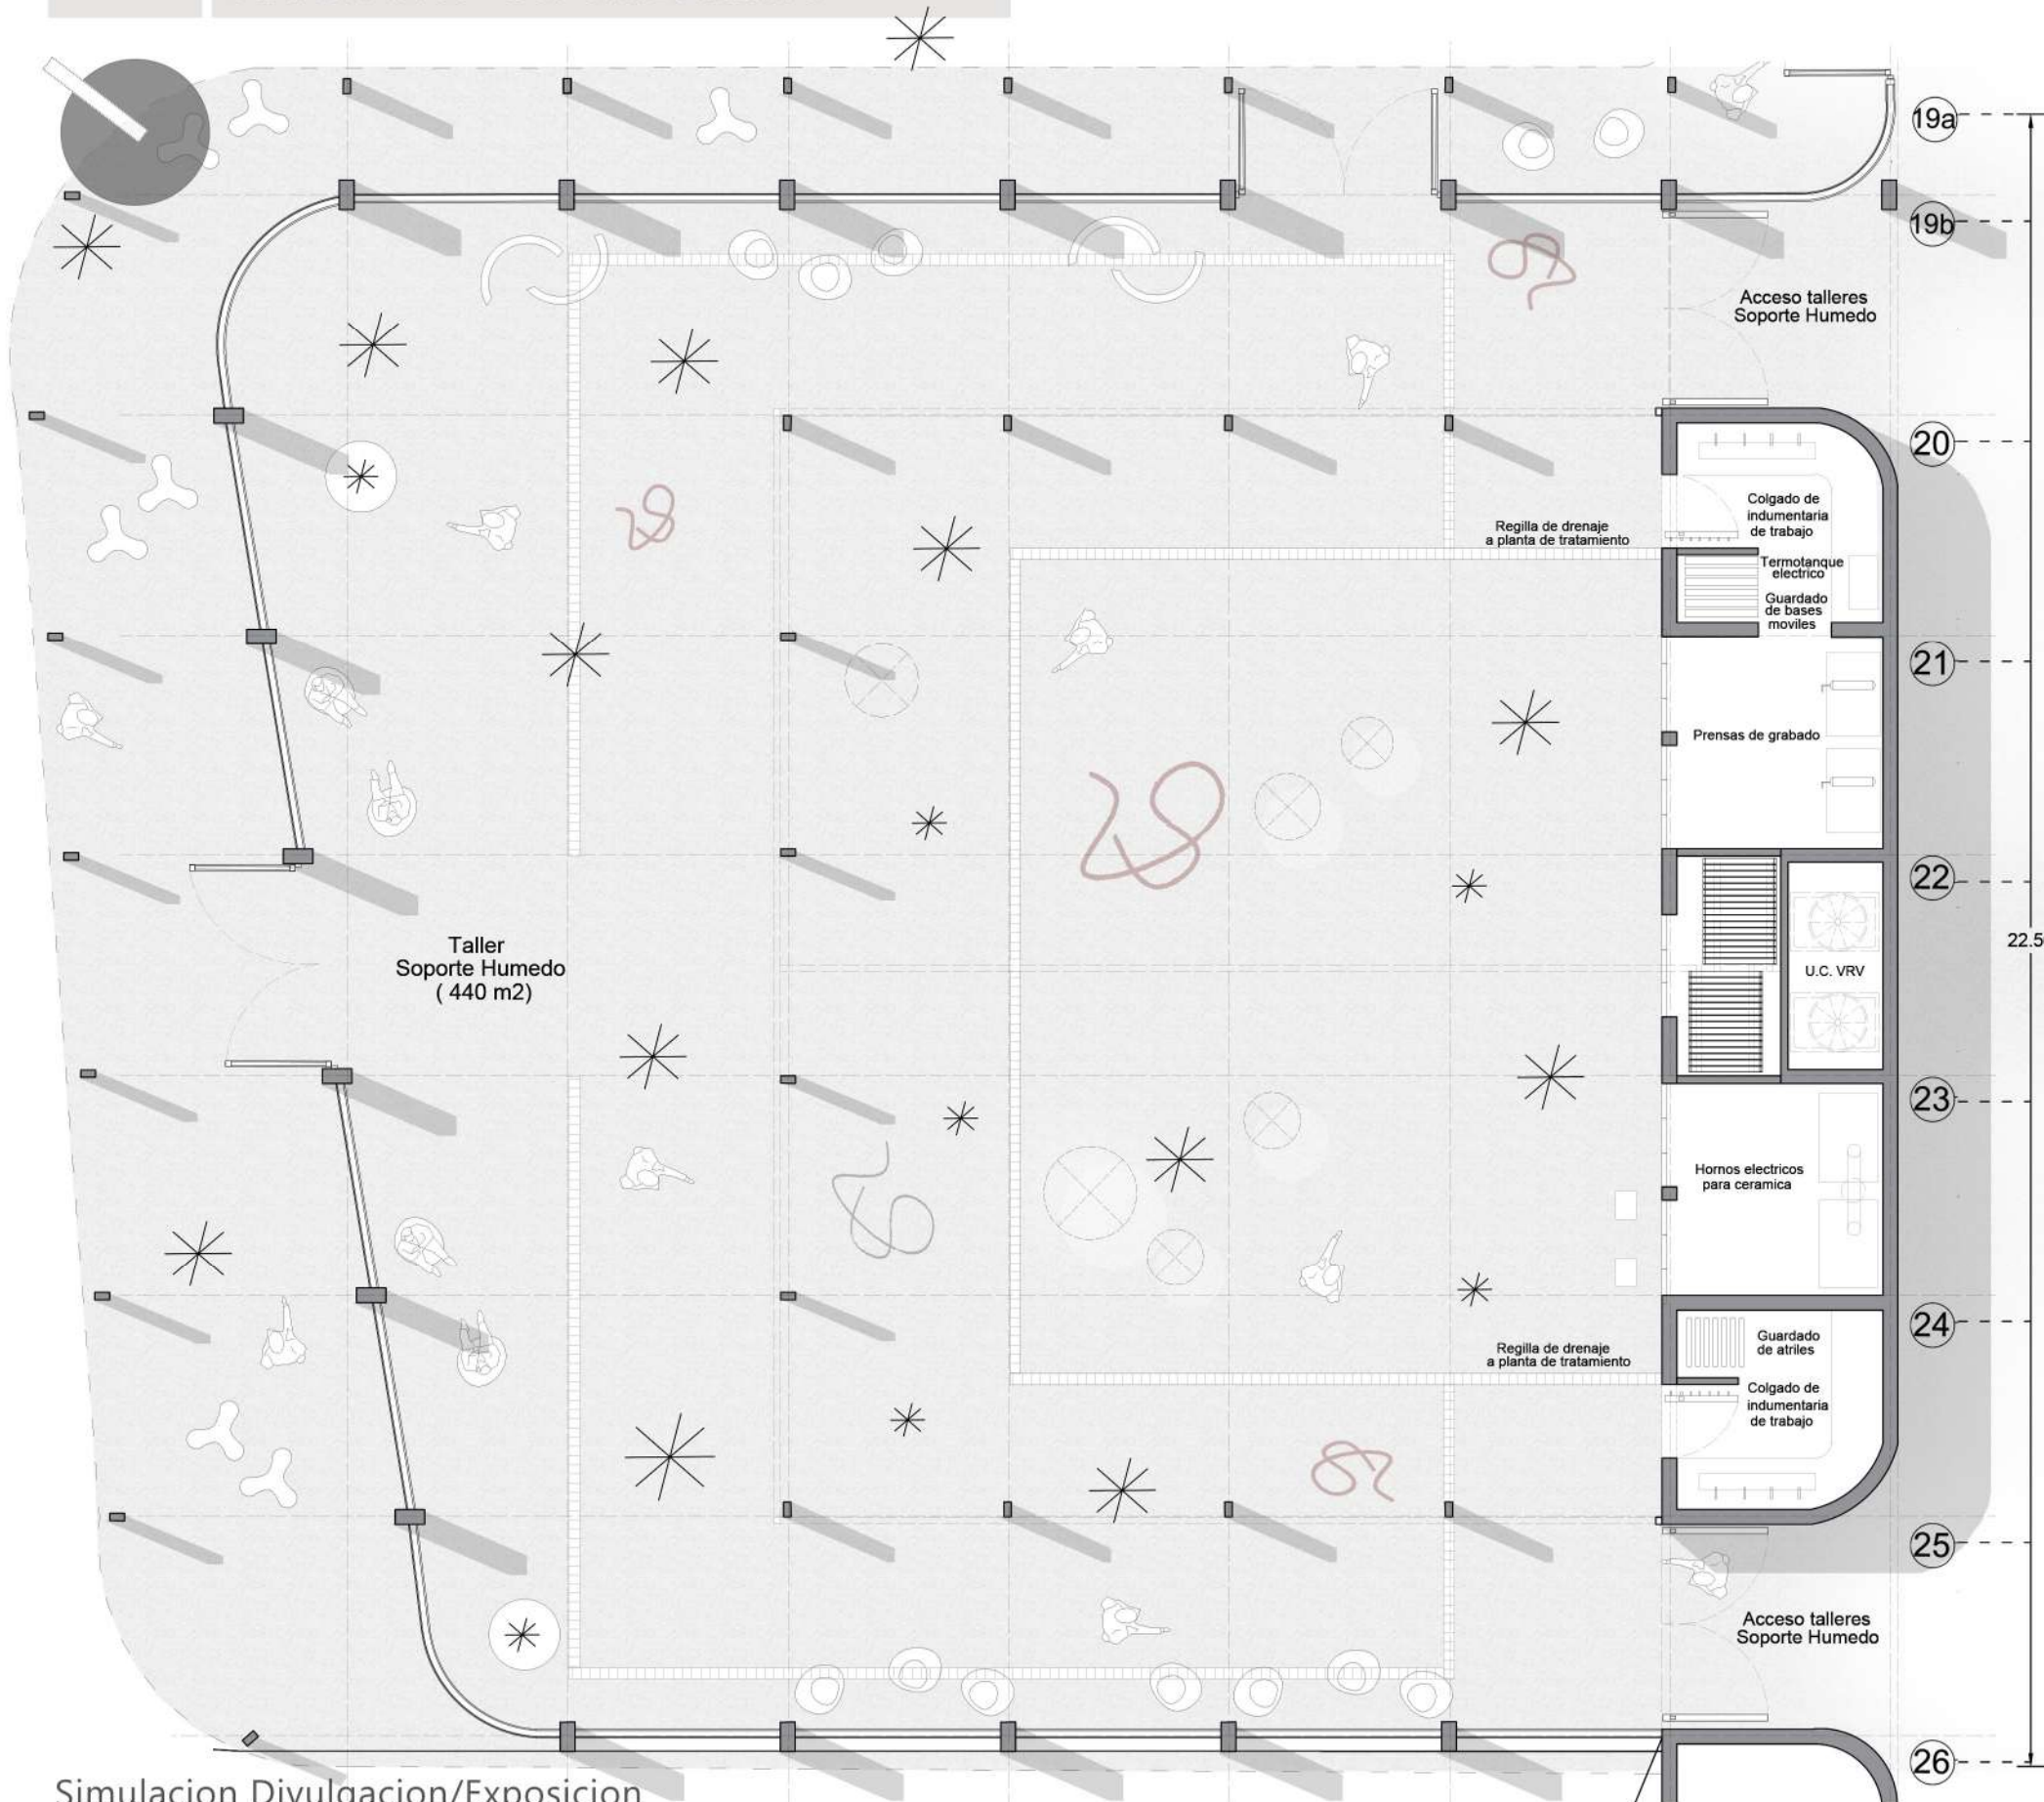 19a
19b
Acceso talleres
Soporte Humedo
20
Colgado de
indumentaria
de trabajo
Regilla de drenaje
a planta de tratamiento
Termotanque
electrico
Guardado
de bases
moviles
21
Prensas de grabado
22
22.5
Taller
Soporte Humedo
( 440 m2)
U.C. VRV
23
Hornos electricos
para ceramica
24
Guardado
de atriles
Regilla de drenaje
a planta de tratamiento
Colgado de
indumentaria
de trabajo
25
Acceso talleres
Soporte Humedo
26
Simulacion Divulgacion/Exposicion